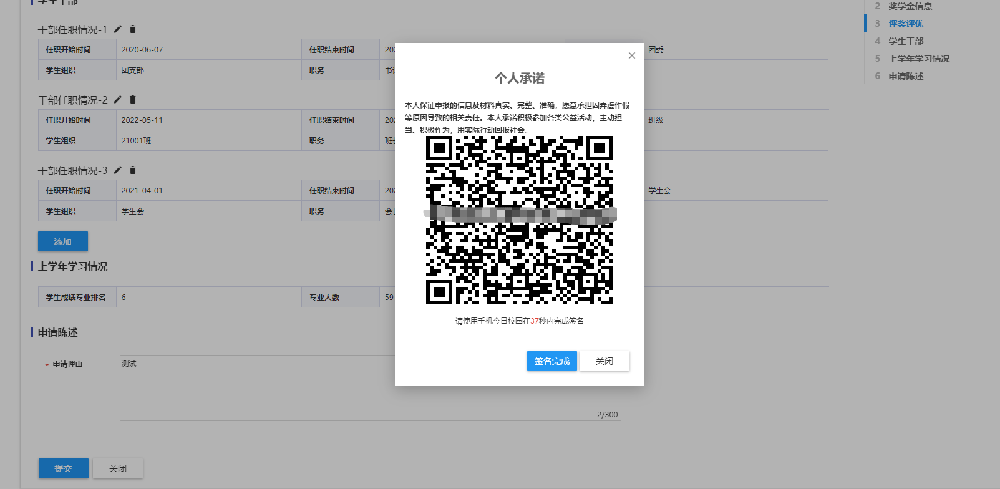 学生干部
干部任职情况-1
任职开始时间 2020-06-07 任职结束时间 202 团委
学生组织 团支部 职务 书
干部任职情况-2
任职开始时间 2022-05-11 任职结束时间 202 班级
学生组织 21001班 职务 班
干部任职情况-3
任职开始时间 2021-04-01 任职结束时间 202 学生会
学生组织 学生会 职务 会
添加
上学年学习情况
学生成绩专业排名 6 专业人数 59
申请陈述
* 申请理由 测试
2/300
提交 关闭
个人承诺
本人保证申报的信息及材料真实、完整、准确，愿意承担因弄虚作假
等原因导致的相关责任。本人承诺积极参加各类公益活动，主动担
当、积极作为，用实际行动回报社会。
请使用手机今日校园在37秒内完成签名
签名完成 关闭
2 奖学金信息
3 评奖评优
4 学生干部
5 上学年学习情况
6 申请陈述